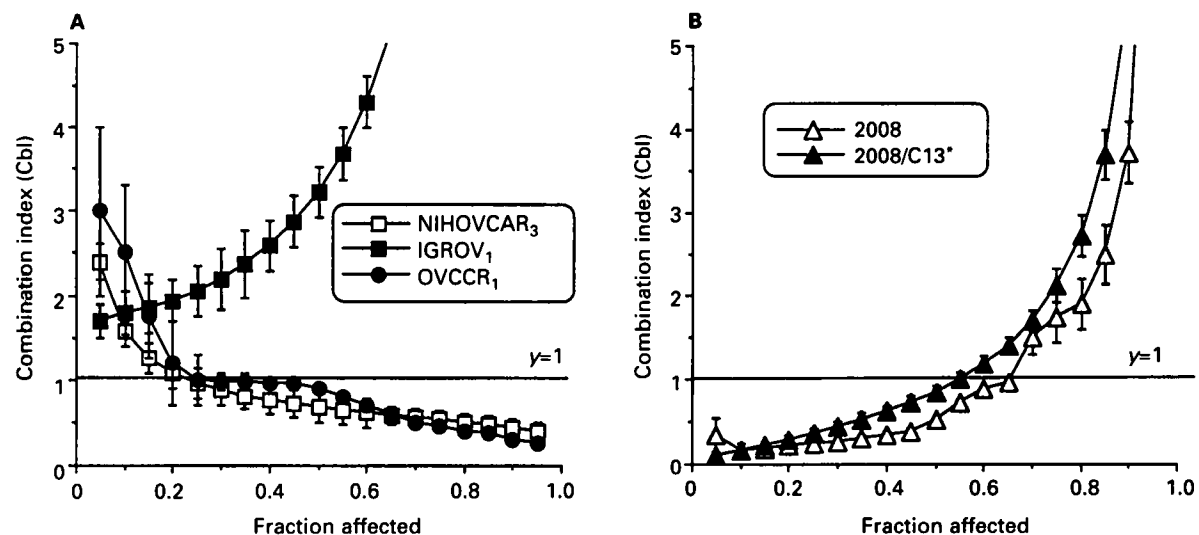 A
Combination index (CbI)
5
4
3
2
1
0
NIHOVCAR₃
IGROV₁
OVCCR₁
y=1
0 0.2 0.4 0.6 0.8 1.0
Fraction affected
B
Combination index (CbI)
5
4
3
2
1
0
2008
2008/C13*
y=1
0 0.2 0.4 0.6 0.8 1.0
Fraction affected